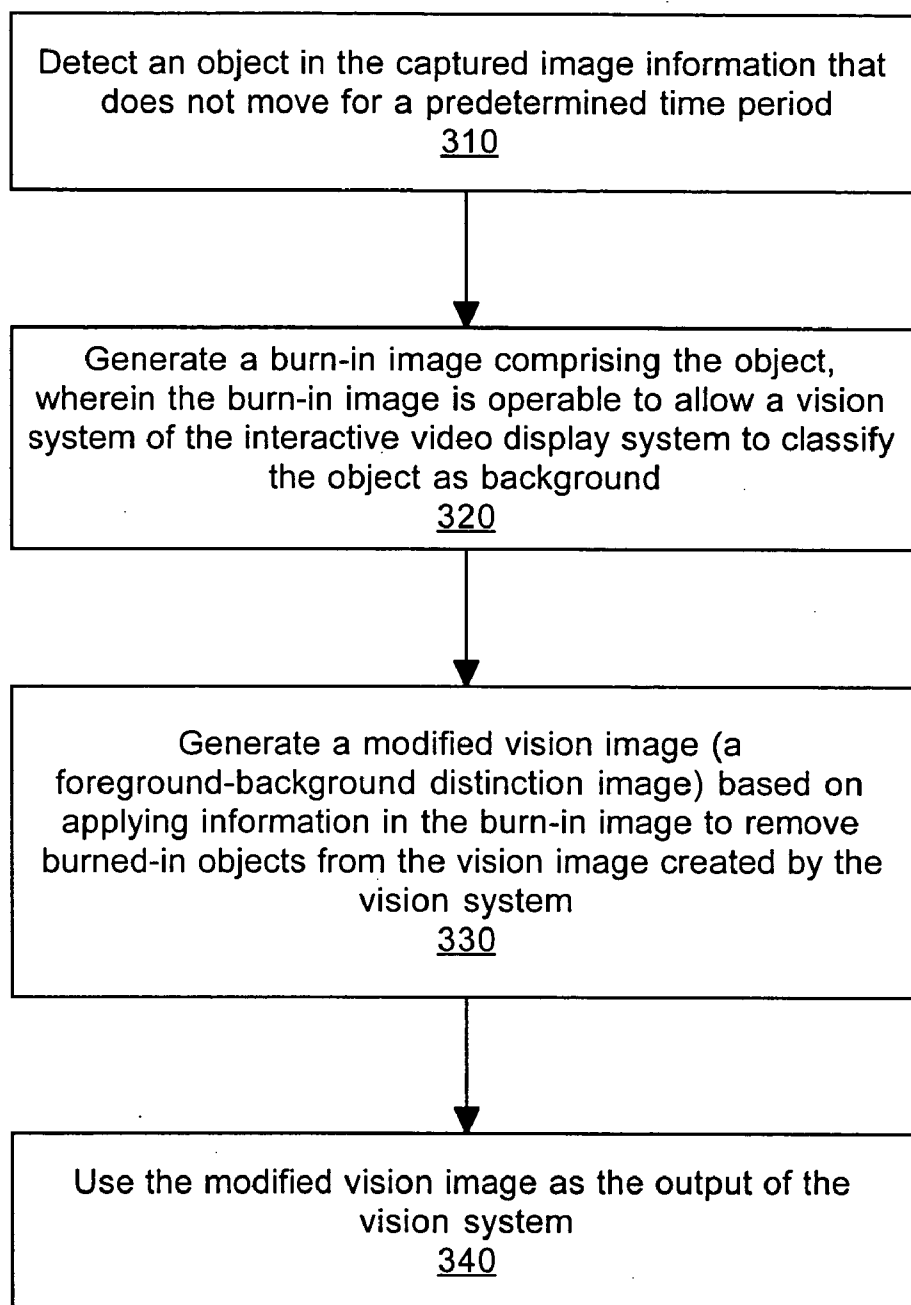 Detect an object in the captured image information that
does not move for a predetermined time period
310
Generate a burn-in image comprising the object,
wherein the burn-in image is operable to allow a vision
system of the interactive video display system to classify
the object as background
320
Generate a modified vision image (a
foreground-background distinction image) based on
applying information in the burn-in image to remove
burned-in objects from the vision image created by the
vision system
330
Use the modified vision image as the output of the
vision system
340